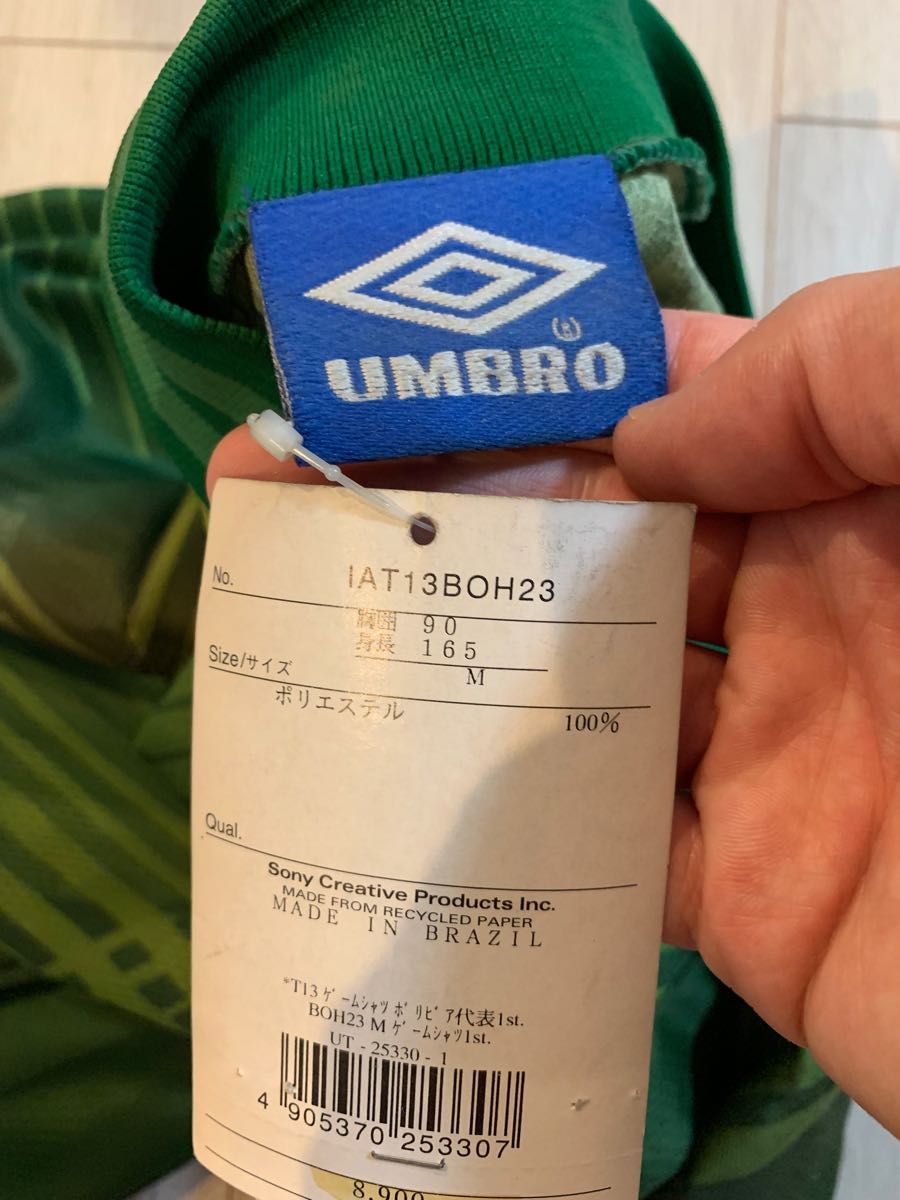 UMBRO
No. IAT13BOH23
胸囲 90
身長 165
Size/サイズ M
ポリエステル 100%
Qual.
Sony Creative Products Inc.
MADE FROM RECYCLED PAPER
MADE IN BRAZIL
*T13 ｹﾞｰﾑｼｬﾂ ﾎﾞﾘﾋﾞｱ代表1st.
BOH23 M ｹﾞｰﾑｼｬﾂ1st.
UT - 25330 - 1
4 905370 253307
8,900